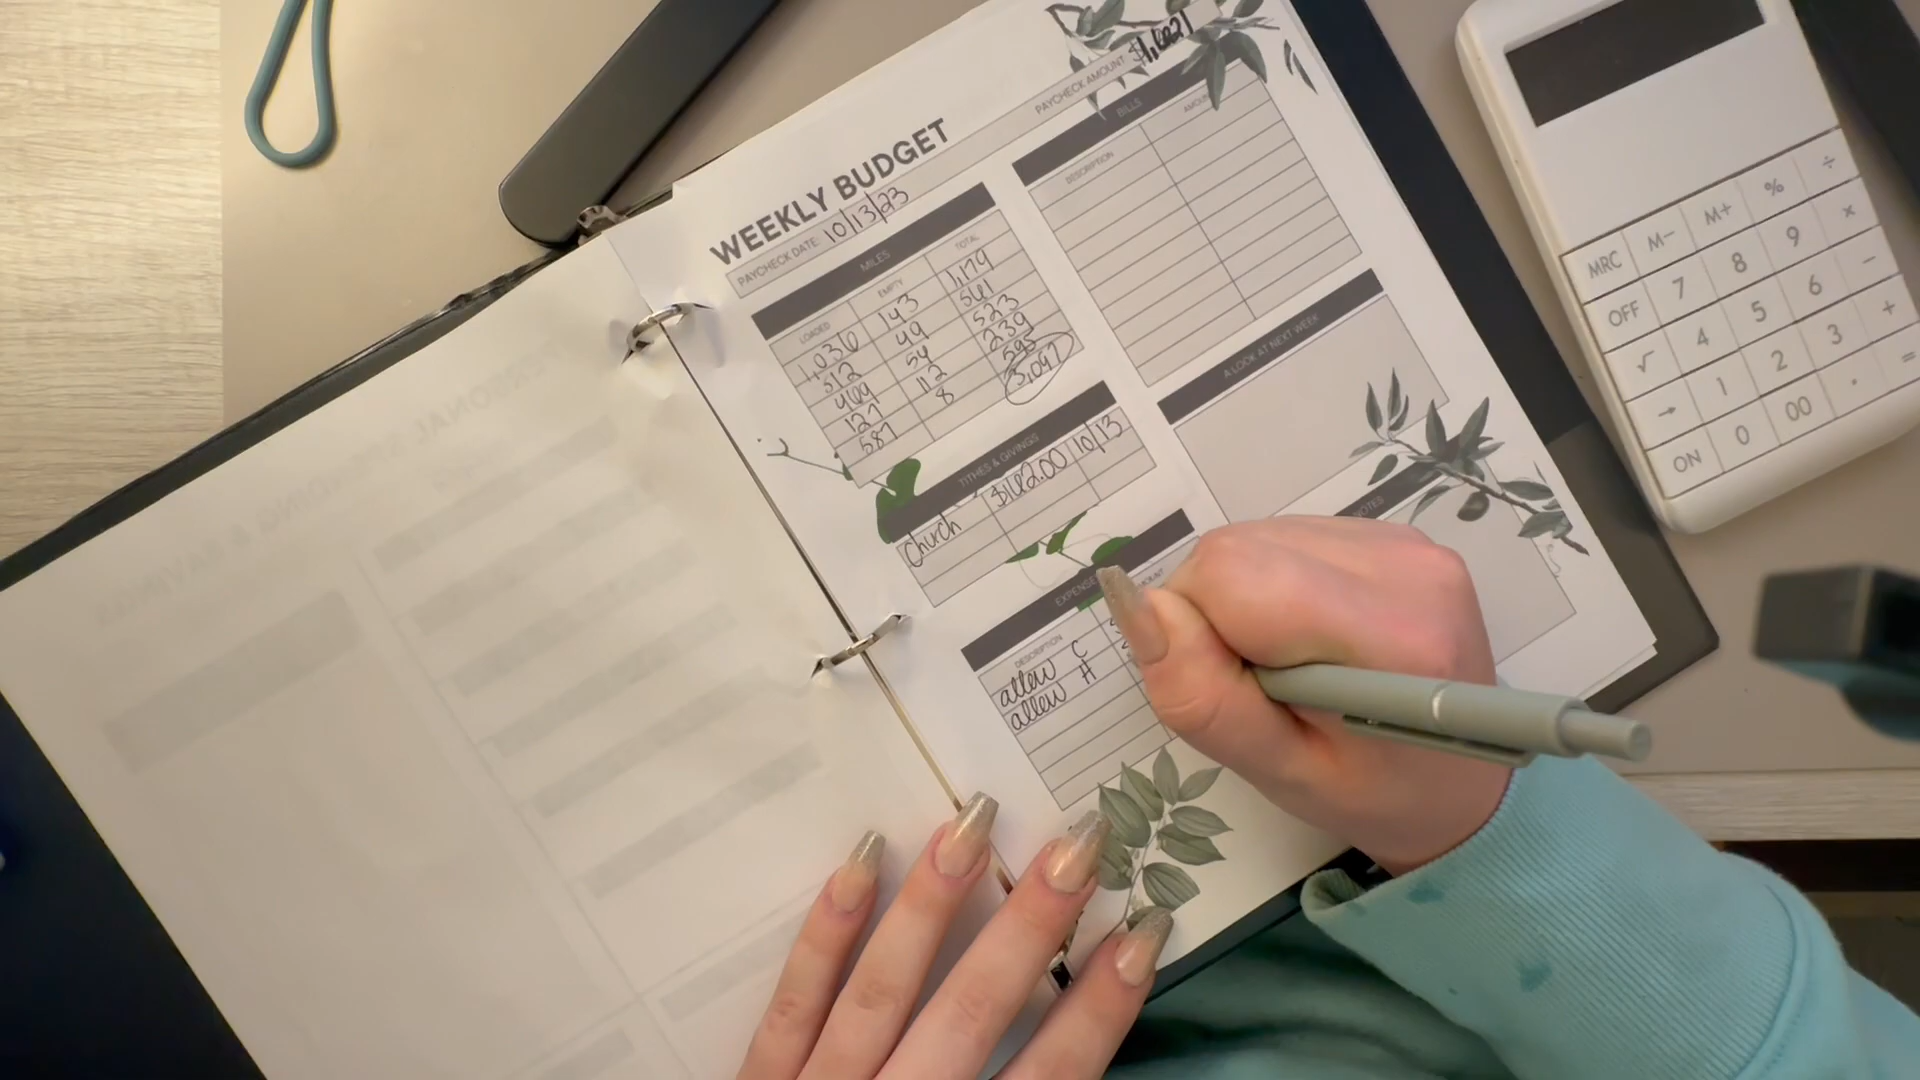 WEEKLY BUDGET
PAYCHECK DATE: 10/13/23
PAYCHECK AMOUNT $1,621
MILES
LOADED EMPTY TOTAL
1,036 143 1,179
512 49 561
469 54 523
127 112 239
587 8 595
3,097
TITHES & GIVINGS
Church $162.00 10/13
DESCRIPTION
allow C
allow H
BILLS
DESCRIPTION
A LOOK AT NEXT WEEK
NOTES
MRC M− M+ % ÷
OFF 7 8 9 ×
√ 4 5 6 −
→ 1 2 3 +
ON 0 00 . =